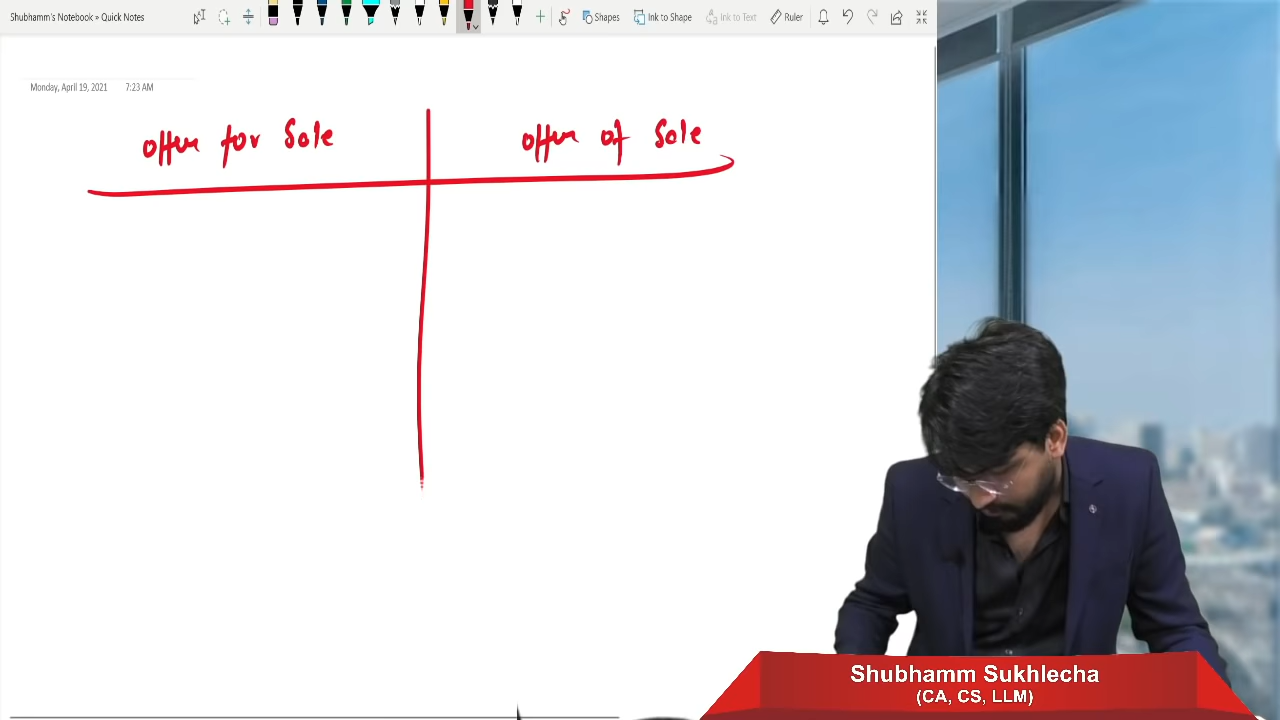 Shubhamm's Notebook » Quick Notes
Shapes
Ink to Shape
Ink to Text
Ruler
Monday, April 19, 2021 7:23 AM
Offer for Sale
Offer of Sale
Shubhamm Sukhlecha
(CA, CS, LLM)